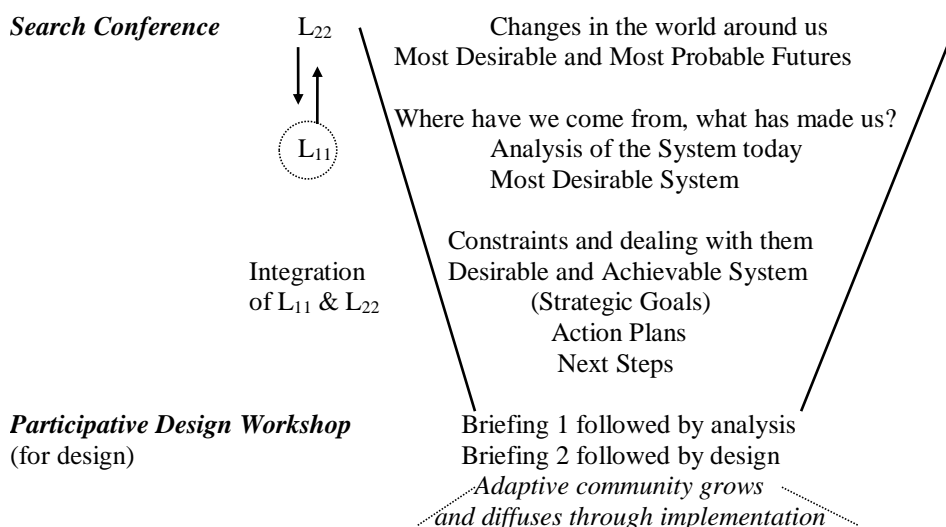 Search Conference L₂₂ Changes in the world around us
Most Desirable and Most Probable Futures
Where have we come from, what has made us?
L₁₁ Analysis of the System today
Most Desirable System
Constraints and dealing with them
Integration Desirable and Achievable System
of L₁₁ & L₂₂ (Strategic Goals)
Action Plans
Next Steps
Participative Design Workshop Briefing 1 followed by analysis
(for design) Briefing 2 followed by design
Adaptive community grows
and diffuses through implementation